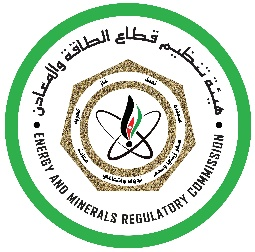 هيئة تنظيم قطاع الطاقة والمعادن
ENERGY AND MINERALS REGULATORY COMMISSION